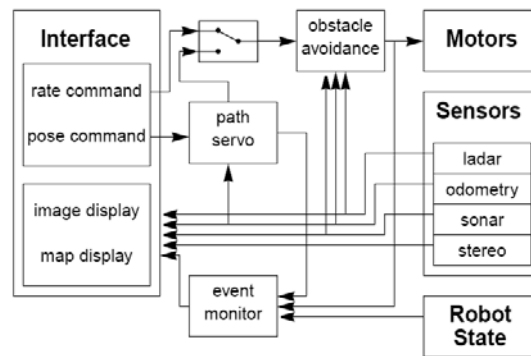 Interface
rate command
pose command
image display
map display
path
servo
event
monitor
obstacle
avoidance
Motors
Sensors
ladar
odometry
sonar
stereo
Robot
State